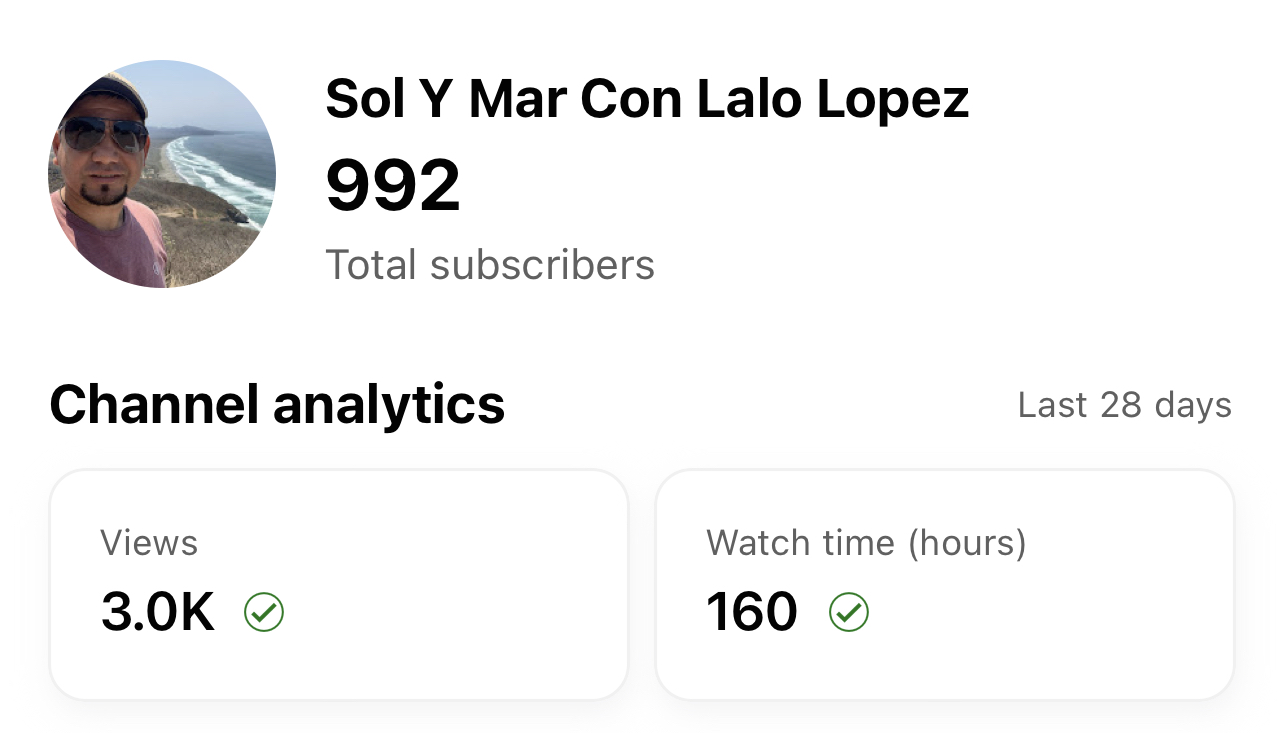 Sol Y Mar Con Lalo Lopez
992
Total subscribers
Channel analytics
Last 28 days
Views
3.0K
Watch time (hours)
160